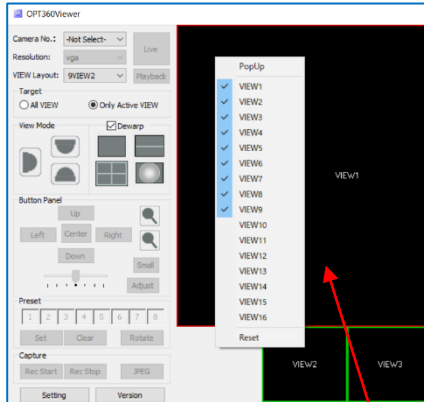 OPT360Viewer
Camera No.: -Not Select-
Live
Resolution: vga
VIEW Layout: 9VIEW2
Playback
Target
All VIEW Only Active VIEW
View Mode
Dewarp
Button Panel
Up
Left Center Right
Down
Small
Adjust
Preset
1 2 3 4 5 6 7 8
Set Clear Rotate
Capture
Rec Start Rec Stop JPEG
Setting Version
PopUp
VIEW1
VIEW2
VIEW3
VIEW4
VIEW5
VIEW6
VIEW7
VIEW8
VIEW9
VIEW10
VIEW11
VIEW12
VIEW13
VIEW14
VIEW15
VIEW16
Reset
VIEW1
VIEW2 VIEW3